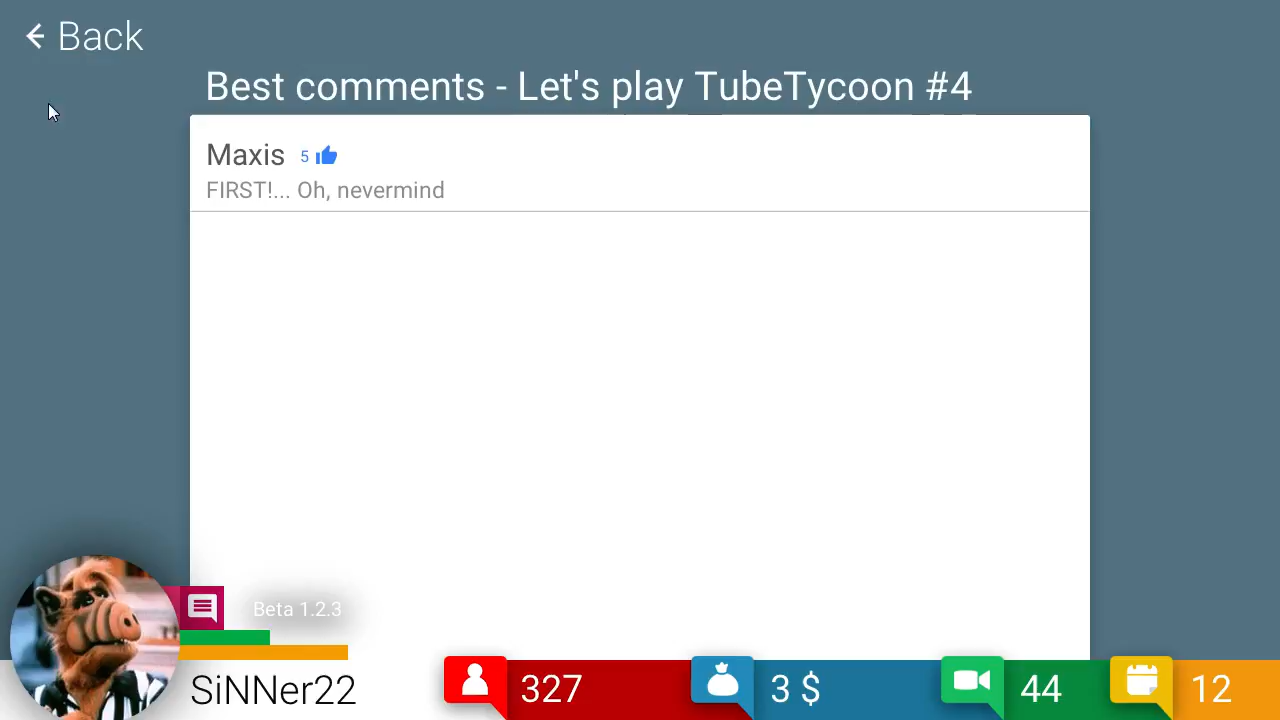 Back
Best comments - Let's play TubeTycoon #4
Maxis 5
FIRST!... Oh, nevermind
Beta 1.2.3
SiNNer22 327 3 $ 44 12